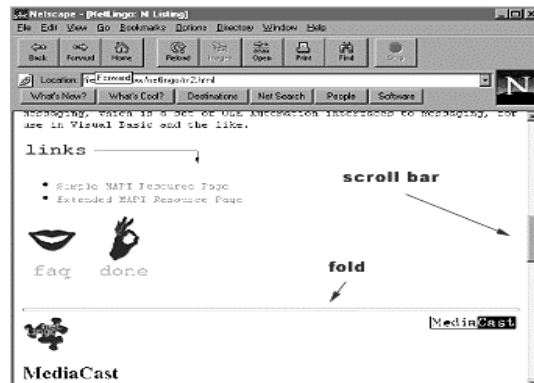 Netscape - [NetLingo: N Listing]
File Edit View Go Bookmarks Options Directory Window Help
Back Forward Home Reload Images Open Print Find Stop
Location: Forward
What's New? What's Cool? Destinations Net Search People Software
N
messaging, which is a set of OLE Automation interfaces to messaging, for
use in Visual Basic and the like.
links
Simple MAPI Resource Page
Extended MAPI Resource Page
scroll bar
faq done
fold
MediaCast
MediaCast